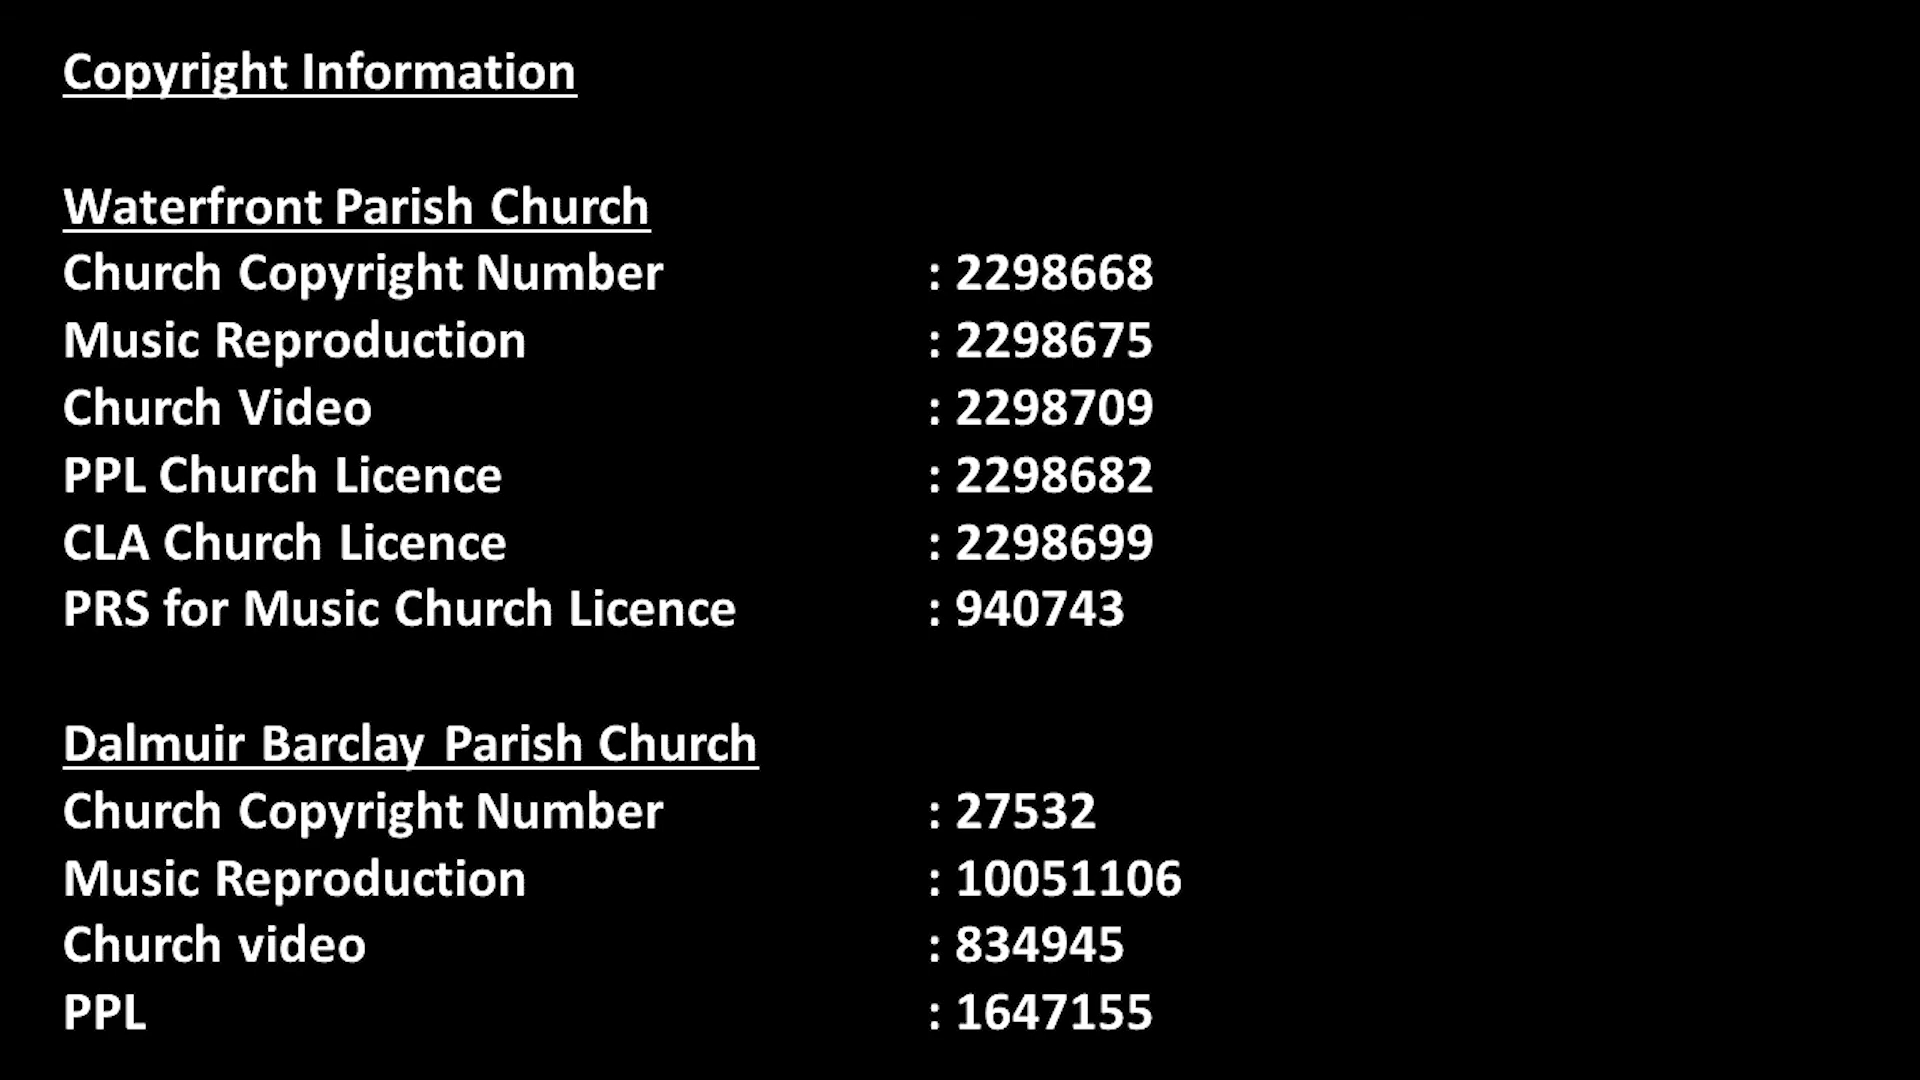 Copyright Information
Waterfront Parish Church
Church Copyright Number : 2298668
Music Reproduction : 2298675
Church Video : 2298709
PPL Church Licence : 2298682
CLA Church Licence : 2298699
PRS for Music Church Licence : 940743
Dalmuir Barclay Parish Church
Church Copyright Number : 27532
Music Reproduction : 10051106
Church video : 834945
PPL : 1647155